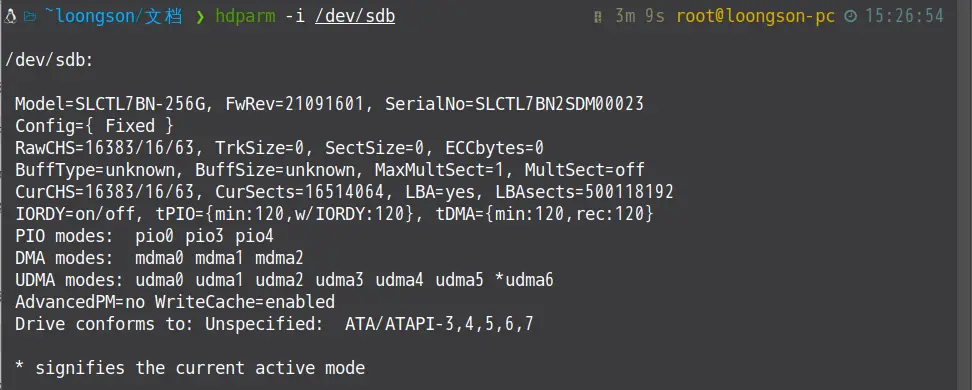 ~loongson/文档 ❯ hdparm -i /dev/sdb 3m 9s root@loongson-pc 15:26:54
/dev/sdb:
Model=SLCTL7BN-256G, FwRev=21091601, SerialNo=SLCTL7BN2SDM00023
Config={ Fixed }
RawCHS=16383/16/63, TrkSize=0, SectSize=0, ECCbytes=0
BuffType=unknown, BuffSize=unknown, MaxMultSect=1, MultSect=off
CurCHS=16383/16/63, CurSects=16514064, LBA=yes, LBAsects=500118192
IORDY=on/off, tPIO={min:120,w/IORDY:120}, tDMA={min:120,rec:120}
PIO modes:  pio0 pio3 pio4
DMA modes:  mdma0 mdma1 mdma2
UDMA modes: udma0 udma1 udma2 udma3 udma4 udma5 *udma6
AdvancedPM=no WriteCache=enabled
Drive conforms to: Unspecified:  ATA/ATAPI-3,4,5,6,7
* signifies the current active mode